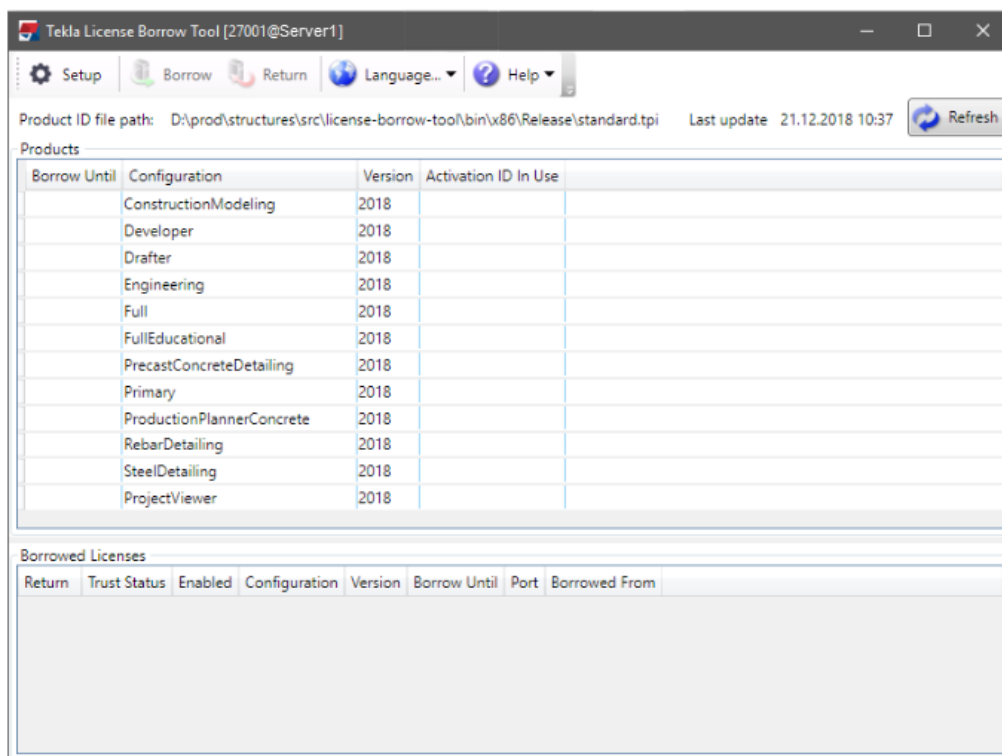 Tekla License Borrow Tool [27001@Server1]
Setup Borrow Return Language... Help
Product ID file path: D:\prod\structures\src\license-borrow-tool\bin\x86\Release\standard.tpi Last update 21.12.2018 10:37 Refresh
Products
Borrow Until Configuration Version Activation ID In Use
ConstructionModeling 2018
Developer 2018
Drafter 2018
Engineering 2018
Full 2018
FullEducational 2018
PrecastConcreteDetailing 2018
Primary 2018
ProductionPlannerConcrete 2018
RebarDetailing 2018
SteelDetailing 2018
ProjectViewer 2018
Borrowed Licenses
Return Trust Status Enabled Configuration Version Borrow Until Port Borrowed From